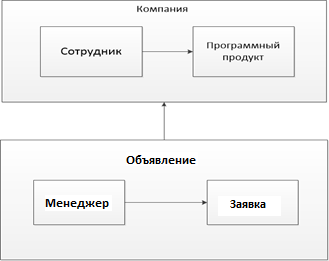 Компания
Сотрудник
Программный
продукт
Объявление
Менеджер
Заявка